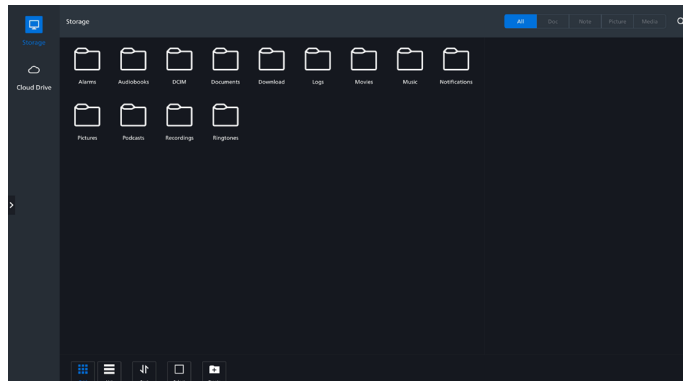 Storage
All Doc Note Picture Media
Storage
Cloud Drive
Alarms Audiobooks DCIM Documents Download Logs Movies Music Notifications
Pictures Podcasts Recordings Ringtones